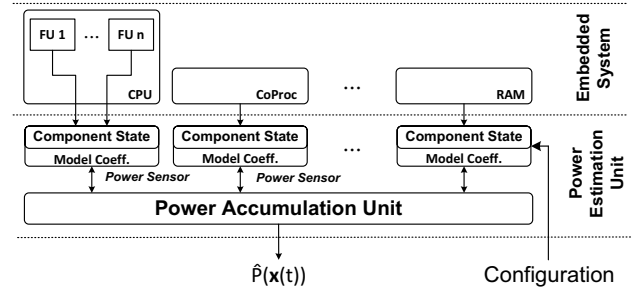 FU 1 ... FU n
CPU
CoProc
...
RAM
Embedded
System
Component State
Model Coeff.
Component State
Model Coeff.
...
Component State
Model Coeff.
Power Sensor
Power Sensor
Power Estimation
Unit
Power Accumulation Unit
P̂(x(t))
Configuration